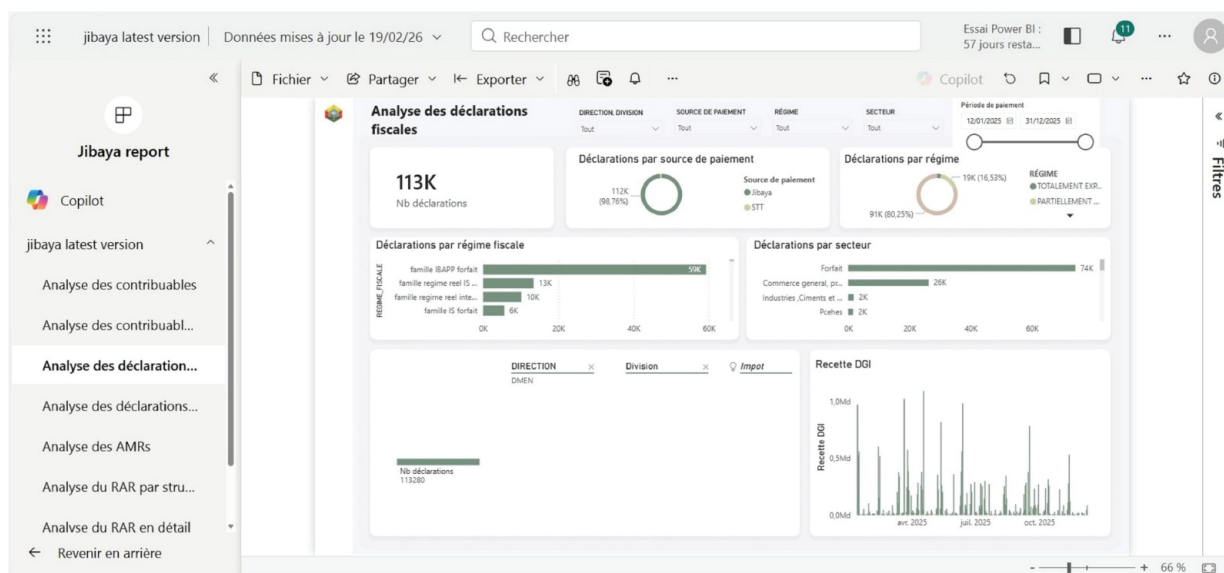 jibaya latest version
Données mises à jour le 19/02/26
Rechercher
Essai Power BI :
57 jours resta...
11
Fichier
Partager
Exporter
Copilot
Jibaya report
Copilot
jibaya latest version
Analyse des contribuables
Analyse des contribuabl...
Analyse des déclaration...
Analyse des déclarations...
Analyse des AMRs
Analyse du RAR par stru...
Analyse du RAR en détail
Revenir en arrière
Analyse des déclarations
fiscales
DIRECTION, DIVISION
Tout
SOURCE DE PAIEMENT
Tout
RÉGIME
Tout
SECTEUR
Tout
Période de paiement
12/01/2025
31/12/2025
Filtres
113K
Nb déclarations
Déclarations par source de paiement
112K
(98,76%)
Source de paiement
Jibaya
STT
Déclarations par régime
19K (16,53%)
91K (80,25%)
RÉGIME
TOTALEMENT EXP...
PARTIELLEMENT ...
Déclarations par régime fiscale
REGIME_FISCALE
famille IBAPP forfait
59K
famille regime reel IS ...
13K
famille regime reel inte...
10K
famille IS forfait
6K
0K 20K 40K 60K
Déclarations par secteur
Forfait
74K
Commerce general, pr...
26K
Industries ,Ciments et ...
2K
Pcehes
2K
0K 20K 40K 60K
DIRECTION
DMEN
Division
Impot
Nb déclarations
113280
Recette DGI
Recette DGI
1,0Md
0,5Md
0,0Md
avr. 2025 juil. 2025 oct. 2025
66 %